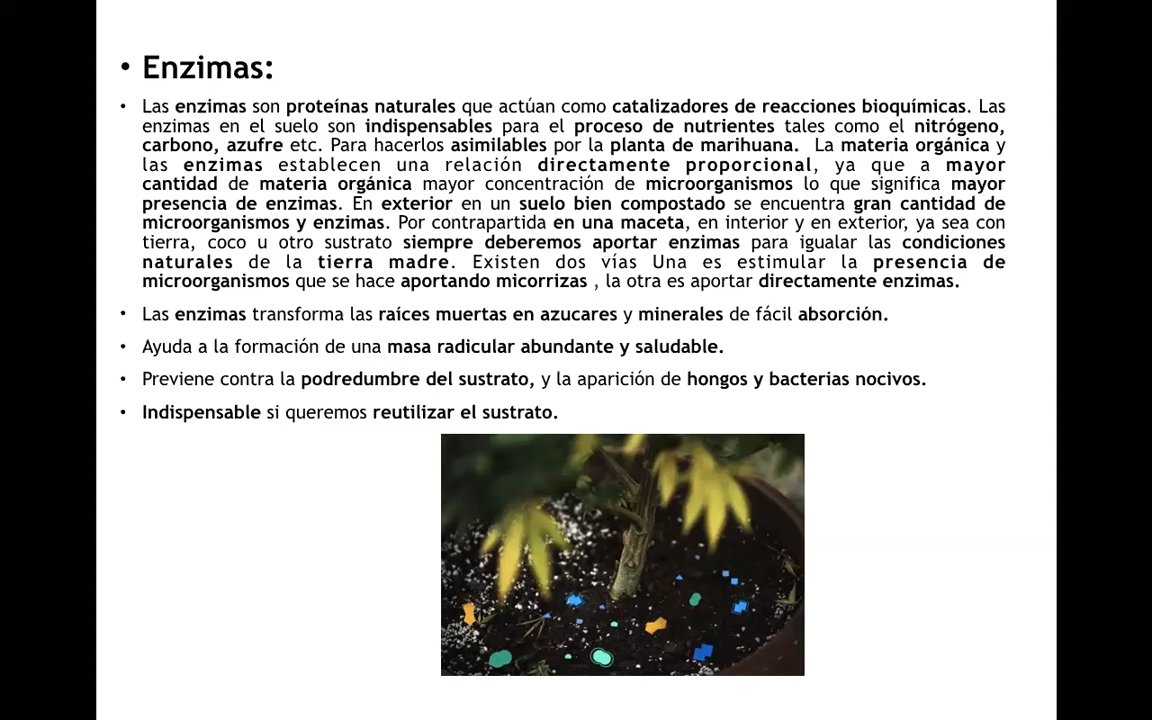 • Enzimas:
• Las enzimas son proteínas naturales que actúan como catalizadores de reacciones bioquímicas. Las
enzimas en el suelo son indispensables para el proceso de nutrientes tales como el nitrógeno,
carbono, azufre etc. Para hacerlos asimilables por la planta de marihuana. La materia orgánica y
las enzimas establecen una relación directamente proporcional, ya que a mayor
cantidad de materia orgánica mayor concentración de microorganismos lo que significa mayor
presencia de enzimas. En exterior en un suelo bien compostado se encuentra gran cantidad de
microorganismos y enzimas. Por contrapartida en una maceta, en interior y en exterior, ya sea con
tierra, coco u otro sustrato siempre deberemos aportar enzimas para igualar las condiciones
naturales de la tierra madre. Existen dos vías Una es estimular la presencia de
microorganismos que se hace aportando micorrizas , la otra es aportar directamente enzimas.
• Las enzimas transforma las raíces muertas en azucares y minerales de fácil absorción.
• Ayuda a la formación de una masa radicular abundante y saludable.
• Previene contra la podredumbre del sustrato, y la aparición de hongos y bacterias nocivos.
• Indispensable si queremos reutilizar el sustrato.